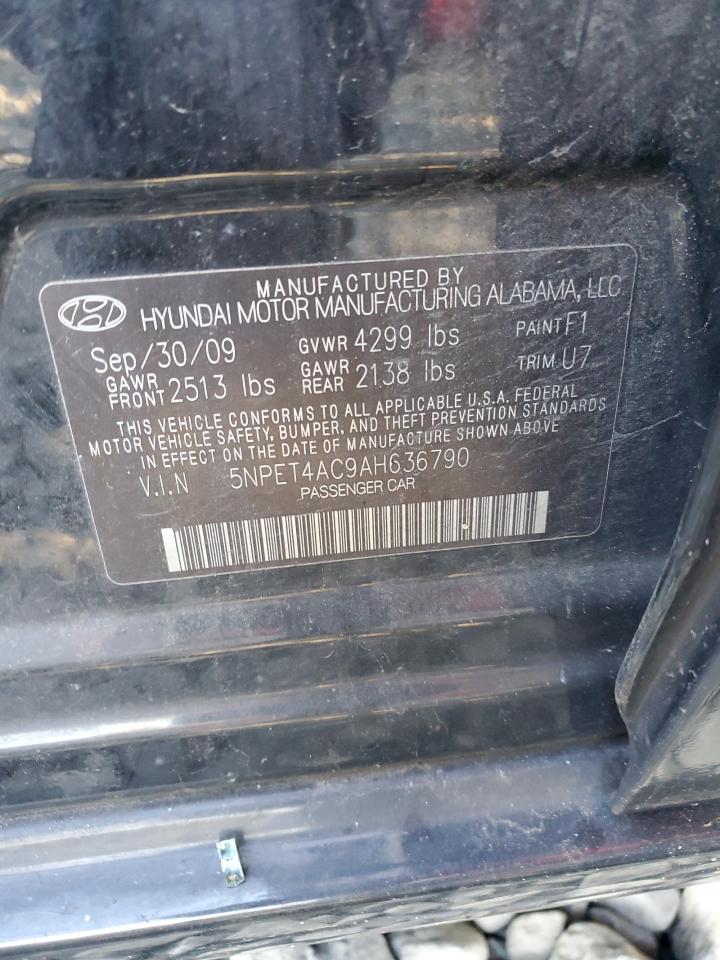 MANUFACTURED BY
HYUNDAI MOTOR MANUFACTURING ALABAMA, LLC
Sep/30/09 GVWR 4299 lbs PAINT F1
GAWR FRONT 2513 lbs GAWR REAR 2138 lbs TRIM U7
THIS VEHICLE CONFORMS TO ALL APPLICABLE U.S.A. FEDERAL
MOTOR VEHICLE SAFETY, BUMPER, AND THEFT PREVENTION STANDARDS
IN EFFECT ON THE DATE OF MANUFACTURE SHOWN ABOVE.
V.I.N 5NPET4AC9AH636790
PASSENGER CAR